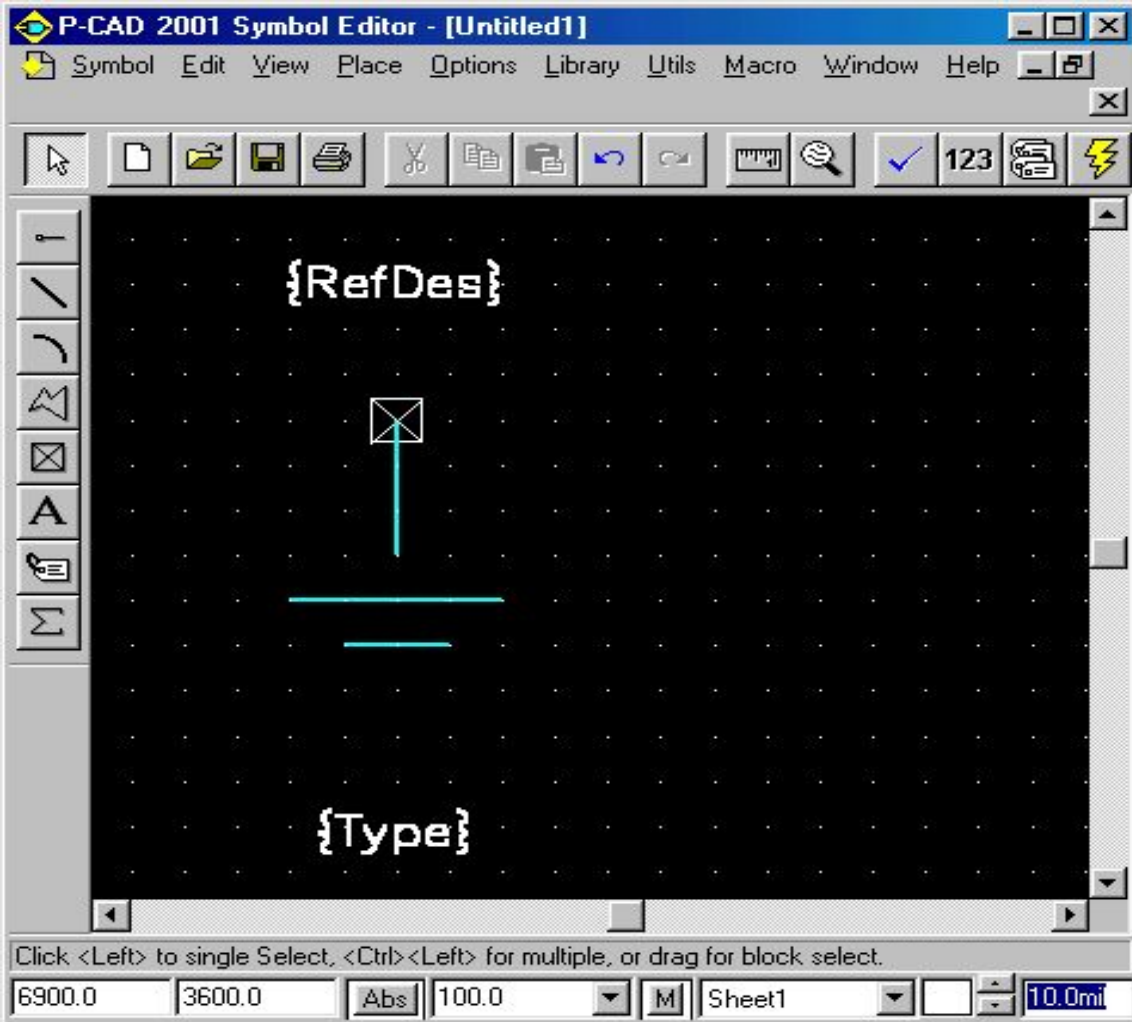 P-CAD 2001 Symbol Editor - [Untitled1]
Symbol Edit View Place Options Library Utils Macro Window Help
123
{RefDes}
A
{Type}
Click <Left> to single Select, <Ctrl><Left> for multiple, or drag for block select.
6900.0 3600.0 Abs 100.0 M Sheet1 10.0mil